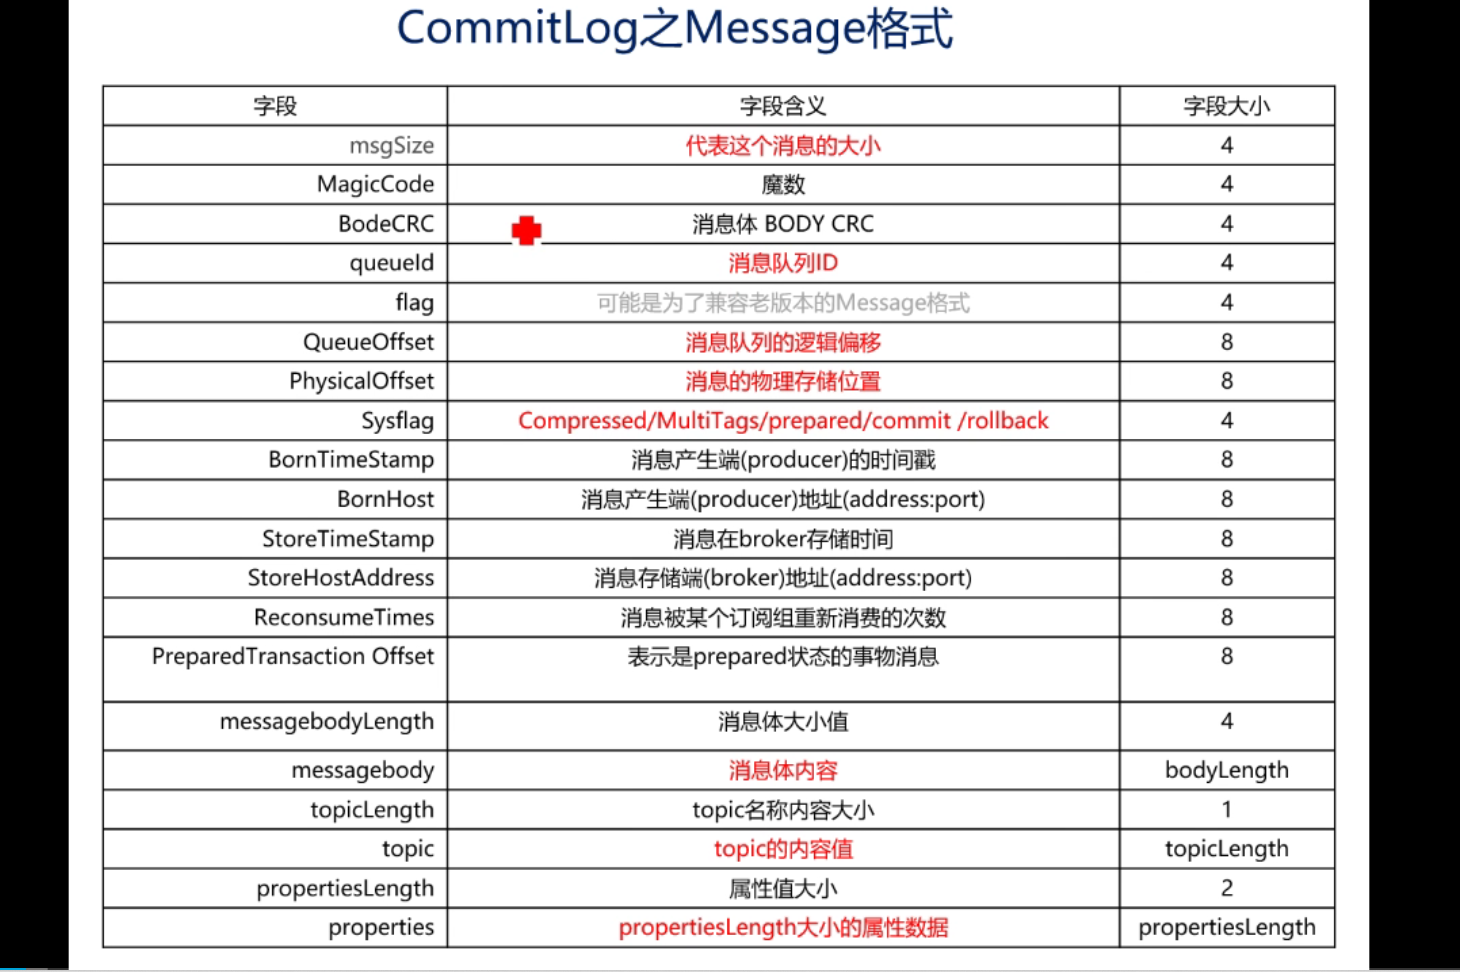 CommitLog之Message格式
字段 字段含义 字段大小
msgSize 代表这个消息的大小 4
MagicCode 魔数 4
BodeCRC 消息体 BODY CRC 4
queueId 消息队列ID 4
flag 可能是为了兼容老版本的Message格式 4
QueueOffset 消息队列的逻辑偏移 8
PhysicalOffset 消息的物理存储位置 8
Sysflag Compressed/MultiTags/prepared/commit /rollback 4
BornTimeStamp 消息产生端(producer)的时间戳 8
BornHost 消息产生端(producer)地址(address:port) 8
StoreTimeStamp 消息在broker存储时间 8
StoreHostAddress 消息存储端(broker)地址(address:port) 8
ReconsumeTimes 消息被某个订阅组重新消费的次数 8
PreparedTransaction Offset 表示是prepared状态的事物消息 8
messagebodyLength 消息体大小值 4
messagebody 消息体内容 bodyLength
topicLength topic名称内容大小 1
topic topic的内容值 topicLength
propertiesLength 属性值大小 2
properties propertiesLength大小的属性数据 propertiesLength